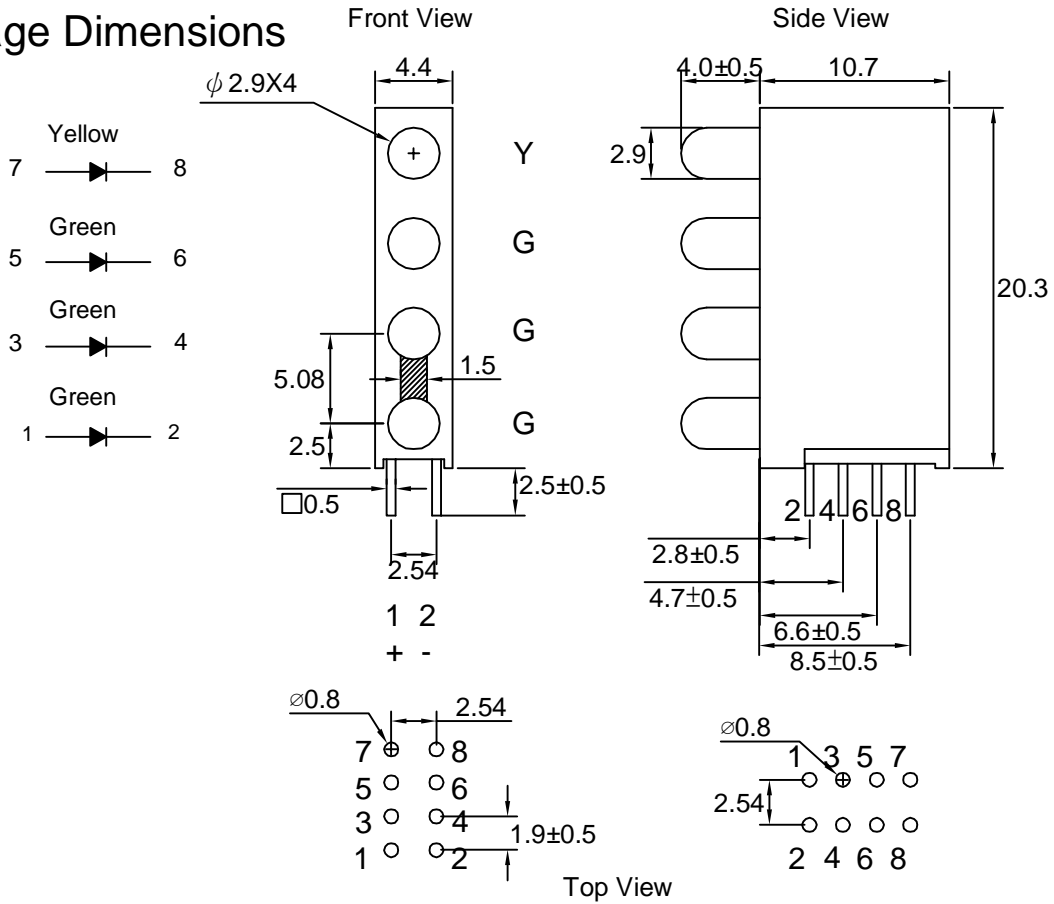 ge Dimensions
Front View
Side View
4.4
4.0±0.5
10.7
ϕ 2.9X4
Yellow
7
8
Y
2.9
Green
5
6
G
20.3
Green
3
4
G
5.08
1.5
Green
1
2
G
2.5
2.5±0.5
□0.5
2 4 6 8
2.54
2.8±0.5
4.7±0.5
1 2
6.6±0.5
+ -
8.5±0.5
⌀0.8
2.54
⌀0.8
7
8
1 3 5 7
5
6
2.54
3
4
1.9±0.5
1
2
2 4 6 8
Top View